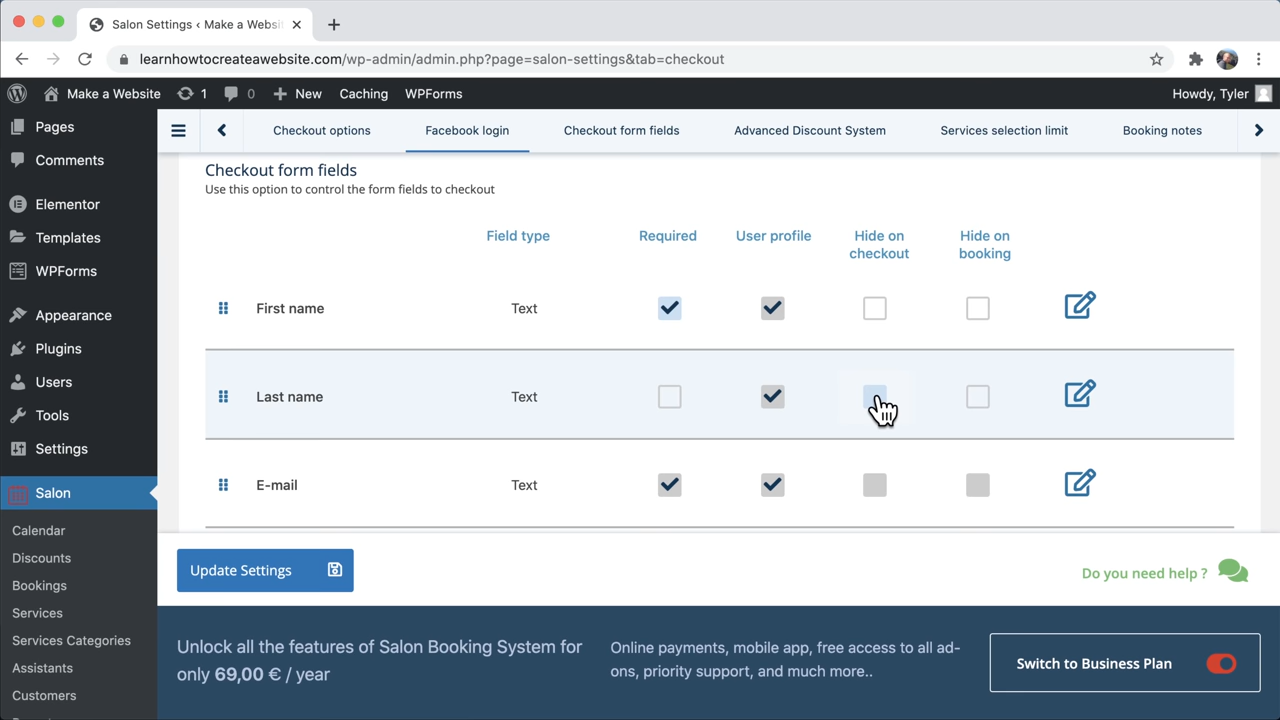 Salon Settings ‹ Make a Websi
learnhowtocreateawebsite.com/wp-admin/admin.php?page=salon-settings&tab=checkout
Make a Website 1 0 New Caching WPForms Howdy, Tyler
Pages
Comments
Elementor
Templates
WPForms
Appearance
Plugins
Users
Tools
Settings
Salon
Calendar
Discounts
Bookings
Services
Services Categories
Assistants
Customers
Checkout options Facebook login Checkout form fields Advanced Discount System Services selection limit Booking notes
Checkout form fields
Use this option to control the form fields to checkout
Field type Required User profile Hide on checkout Hide on booking
First name Text
Last name Text
E-mail Text
Update Settings
Do you need help ?
Unlock all the features of Salon Booking System for
only 69,00 € / year
Online payments, mobile app, free access to all ad-
ons, priority support, and much more..
Switch to Business Plan